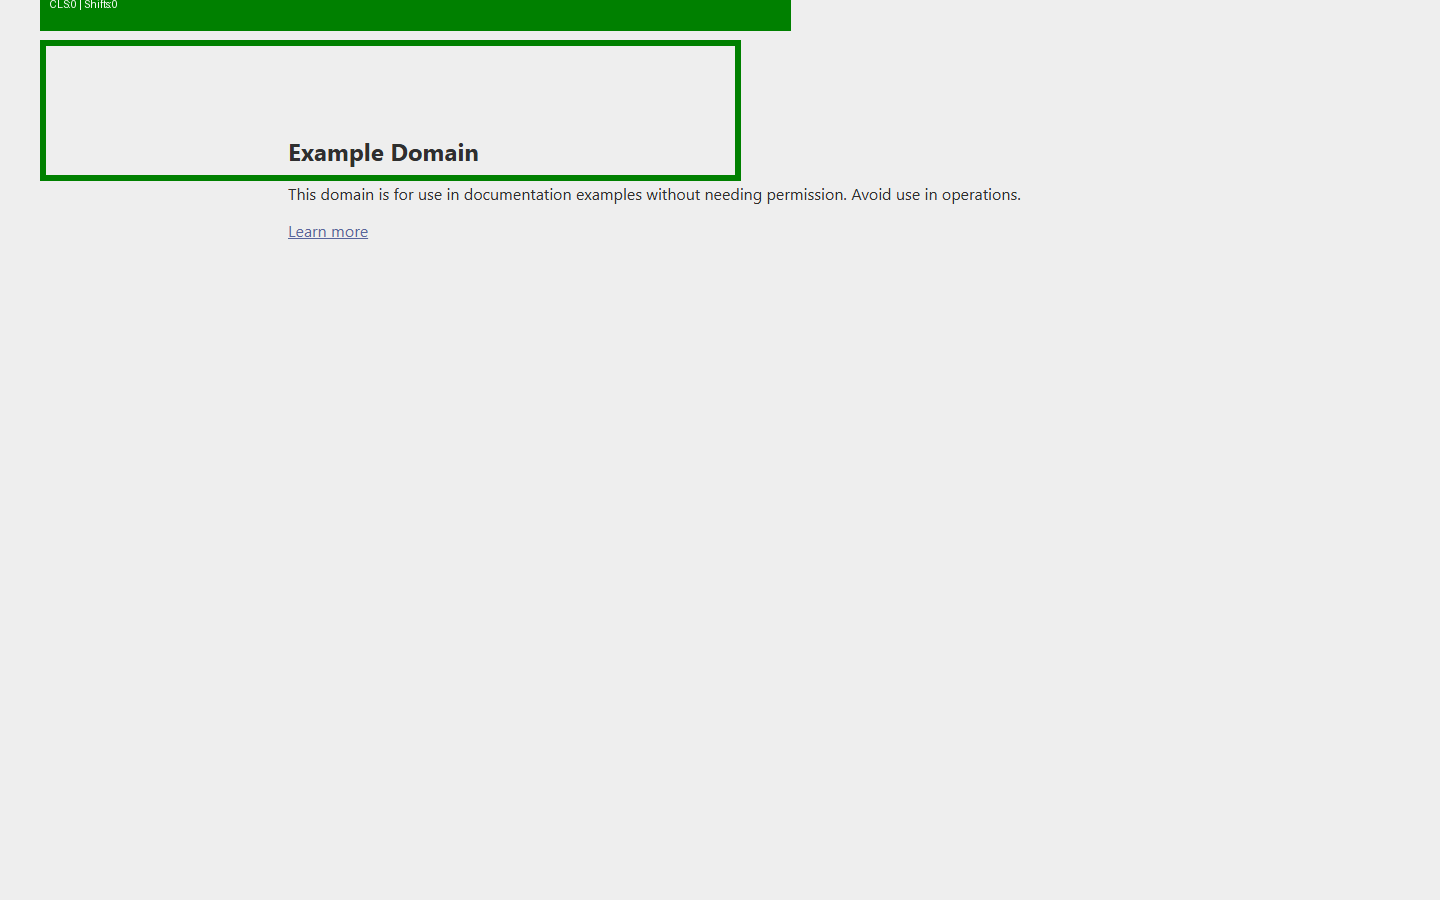 CLS:0 | Shifts:0
Example Domain
This domain is for use in documentation examples without needing permission. Avoid use in operations.
Learn more